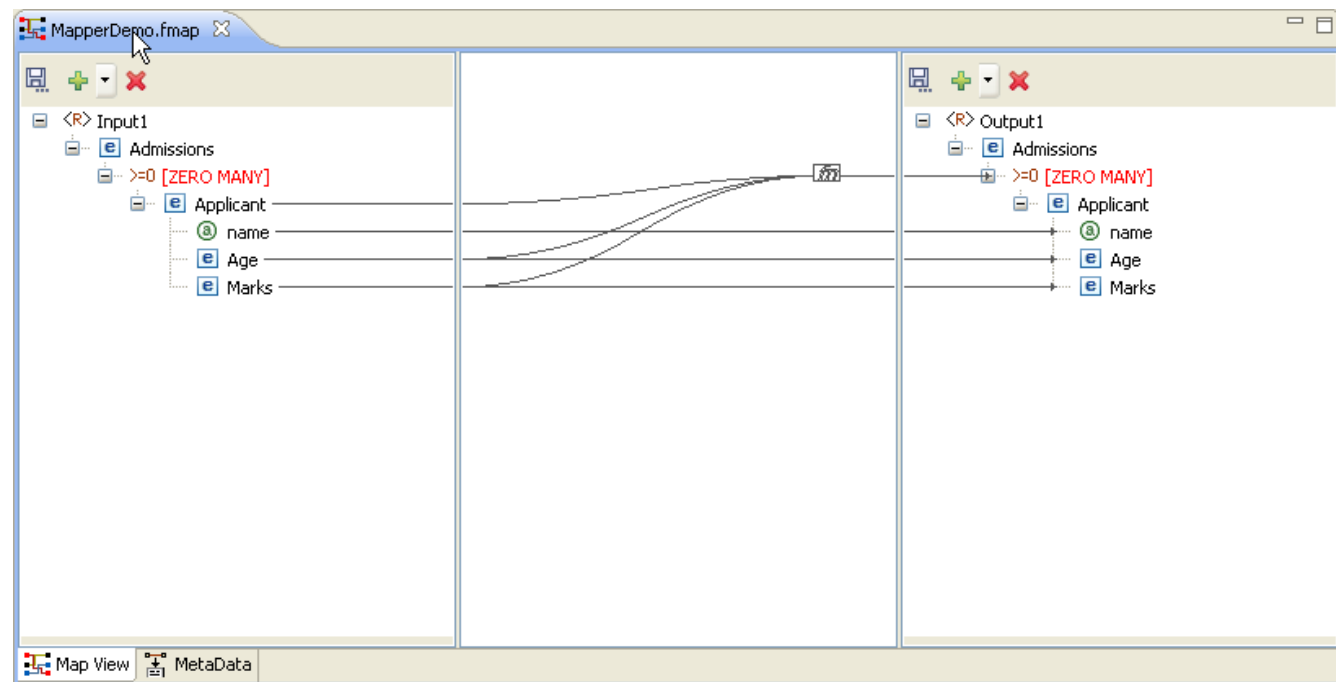 MapperDemo.fmap
<R> Input1
e Admissions
>=0 [ZERO MANY]
e Applicant
a name
e Age
e Marks
fn
<R> Output1
e Admissions
>=0 [ZERO MANY]
e Applicant
a name
e Age
e Marks
Map View
MetaData